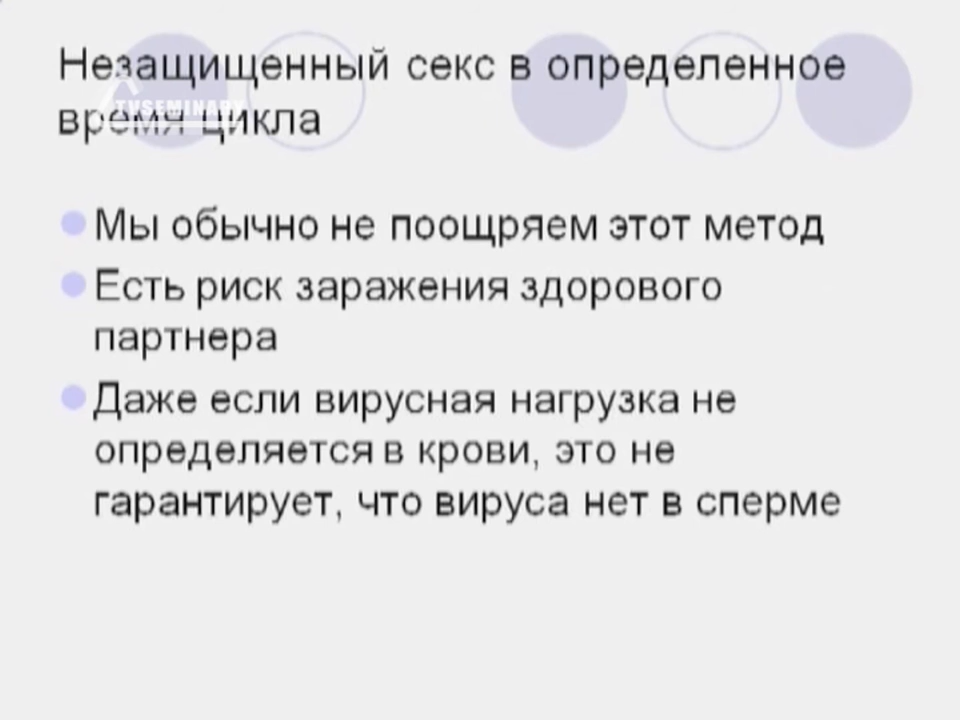 Незащищенный секс в определенное
время цикла
TVSEMINARY
Мы обычно не поощряем этот метод
Есть риск заражения здорового
партнера
Даже если вирусная нагрузка не
определяется в крови, это не
гарантирует, что вируса нет в сперме